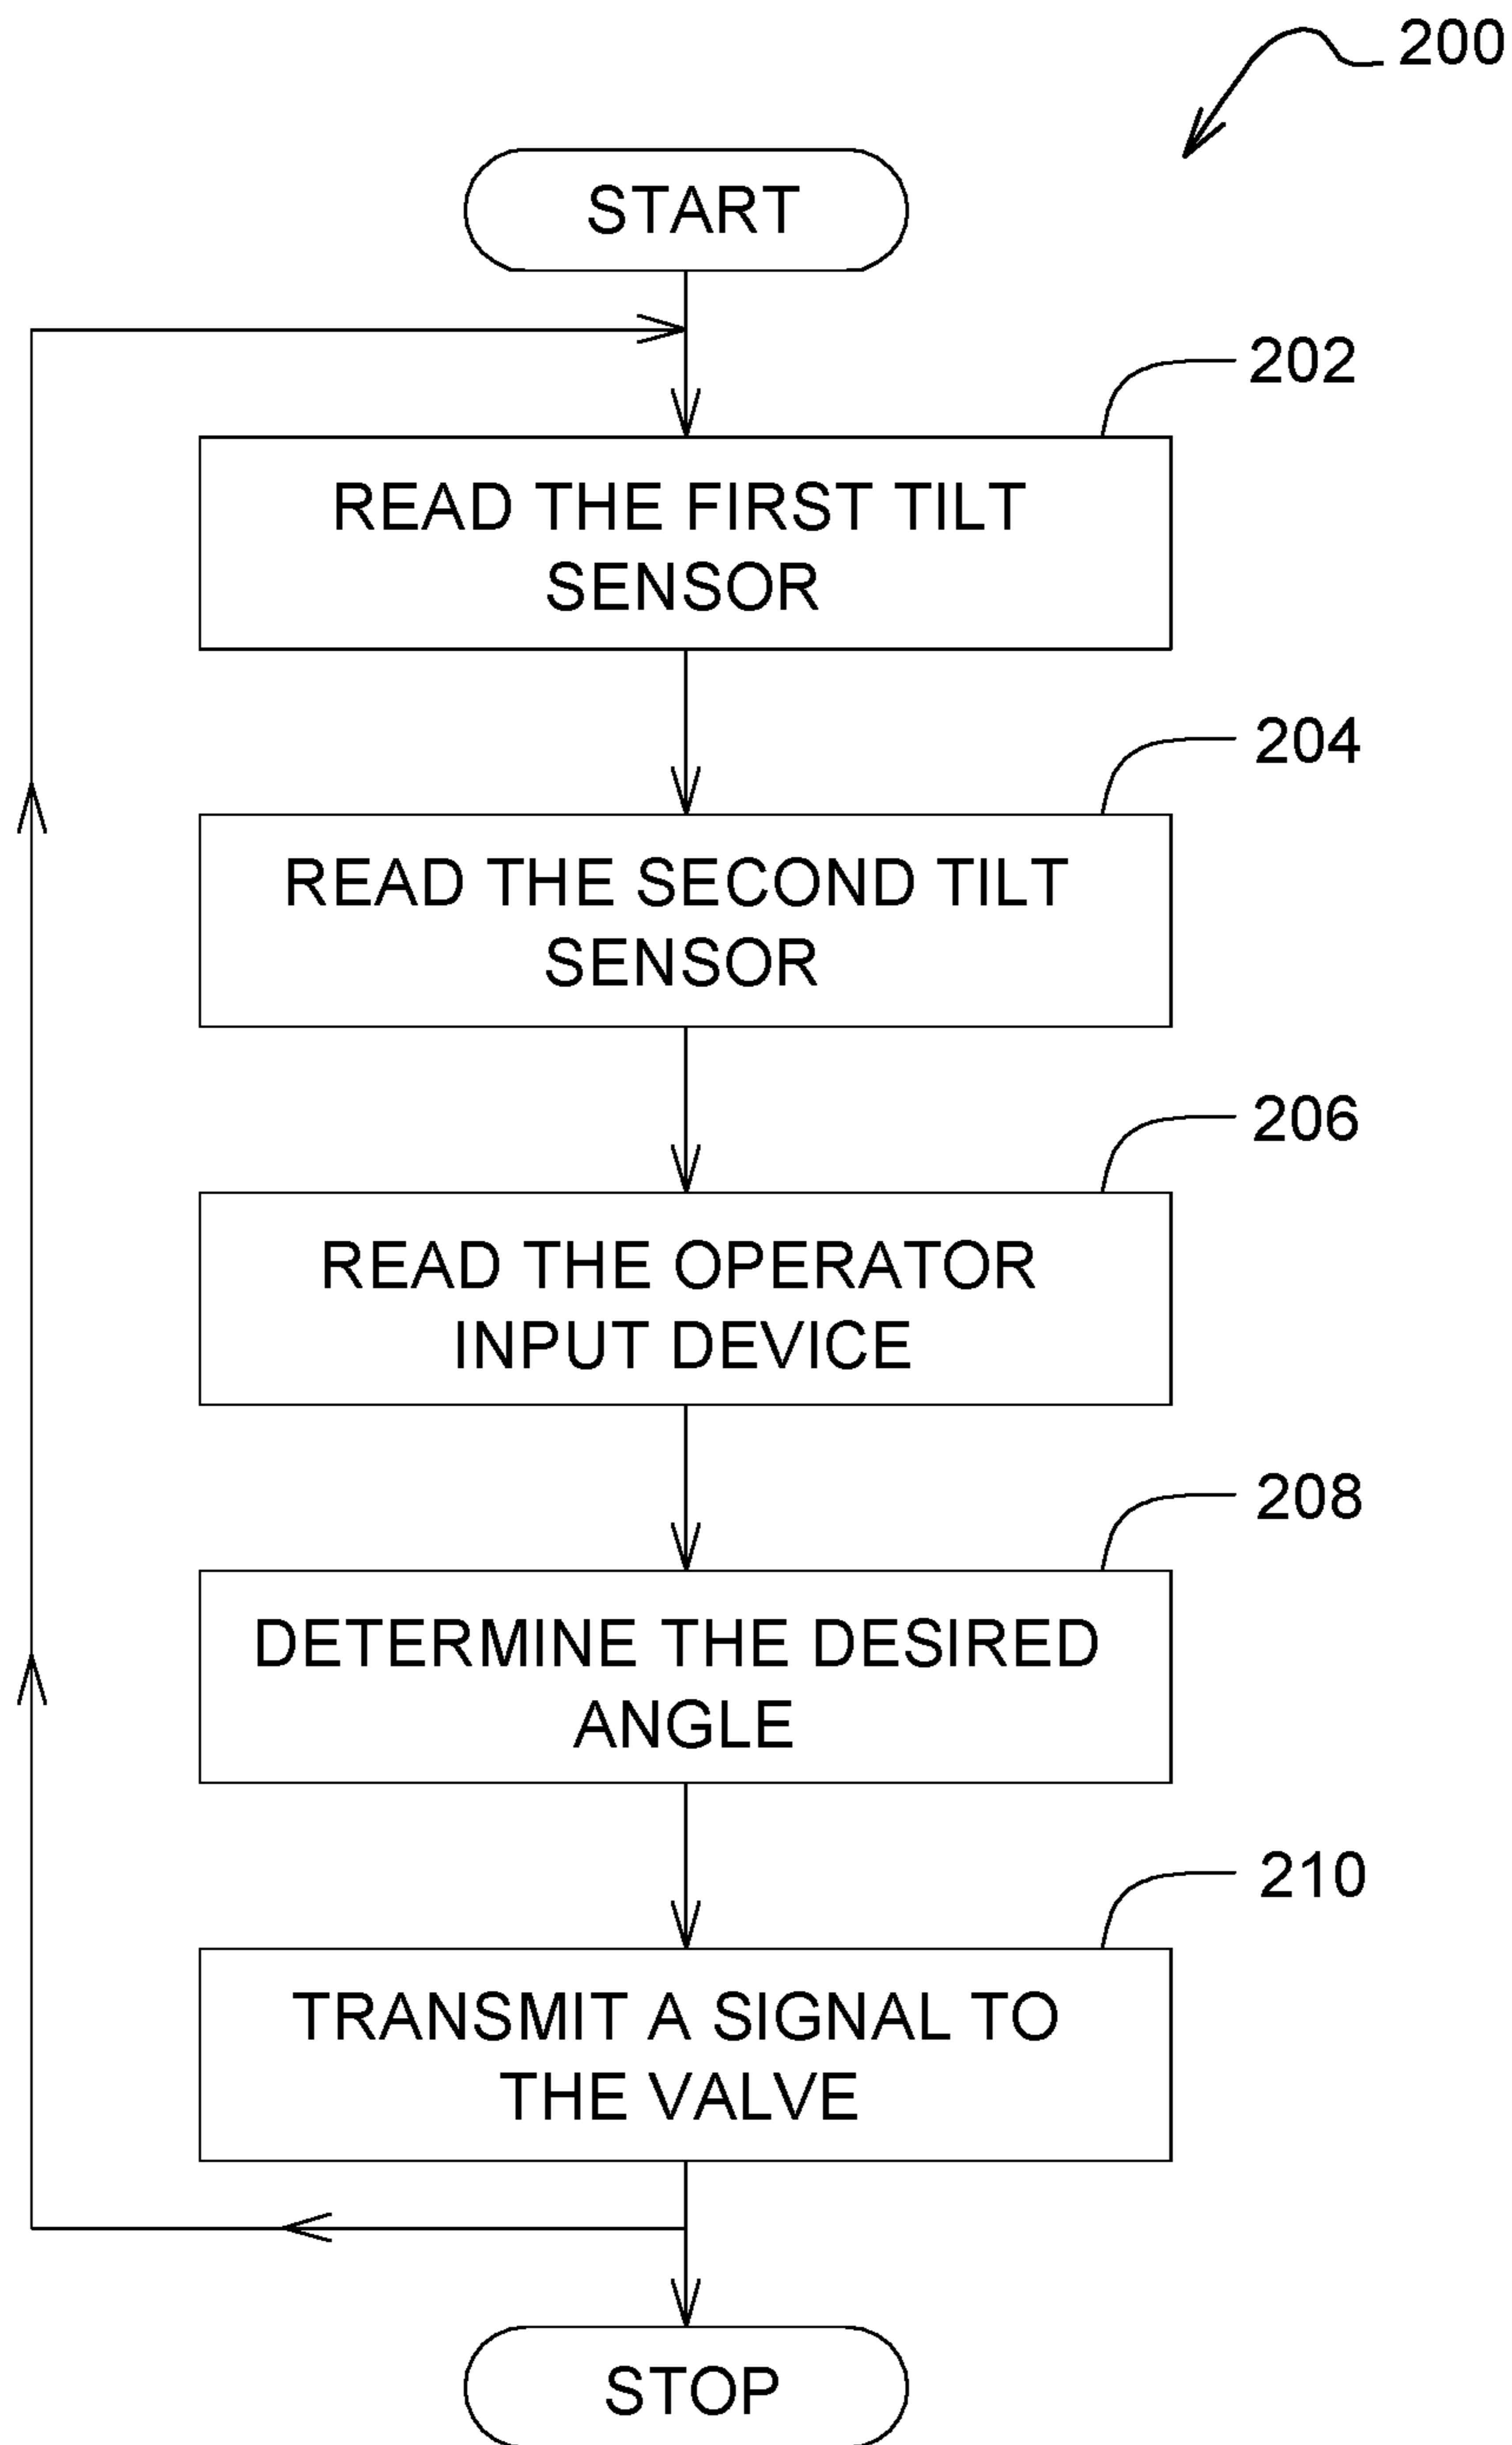 200
START
202
READ THE FIRST TILT
SENSOR
204
READ THE SECOND TILT
SENSOR
206
READ THE OPERATOR
INPUT DEVICE
208
DETERMINE THE DESIRED
ANGLE
210
TRANSMIT A SIGNAL TO
THE VALVE
STOP